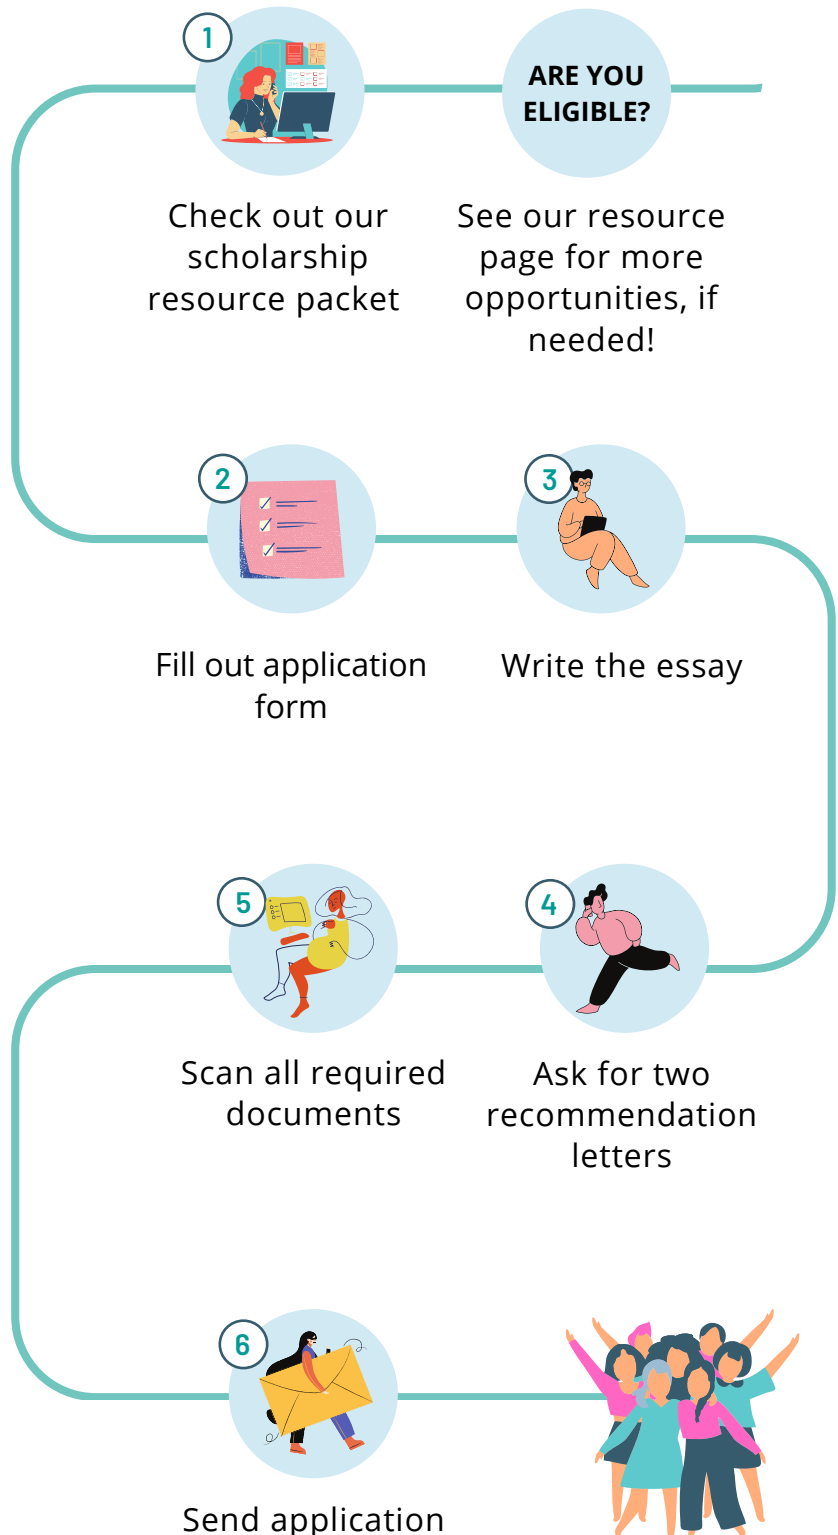 ARE YOU
ELIGIBLE?
See our resource
page for more
opportunities, if
needed!
1
Check out our
scholarship
resource packet
2
Fill out application
form
3
Write the essay
4
Ask for two
recommendation
letters
5
Scan all required
documents
6
Send application